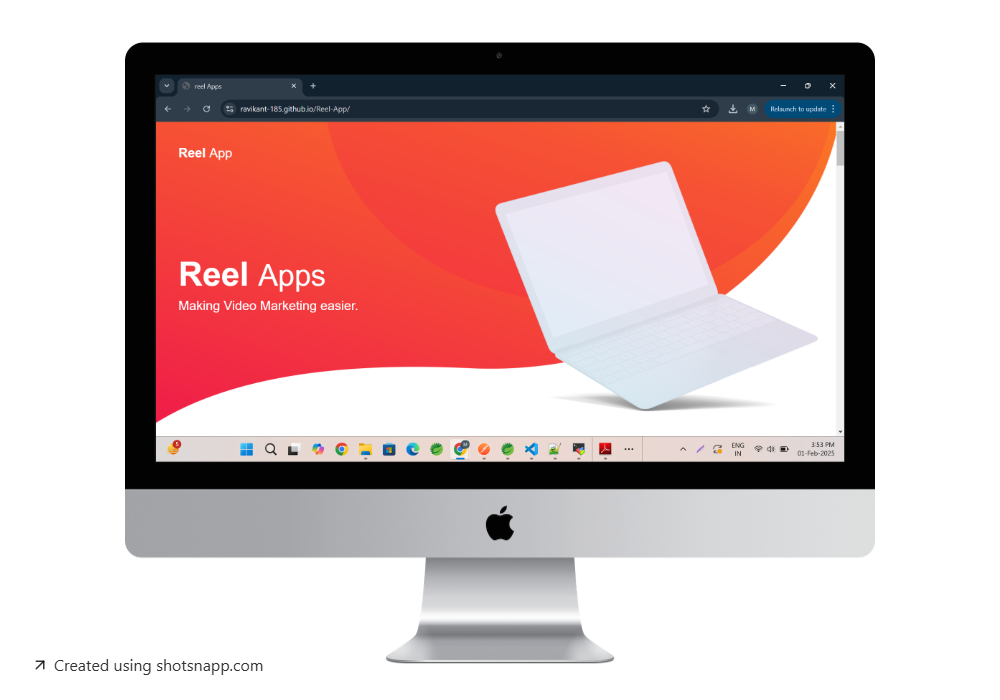 reel Apps
ravikant-185.github.io/Reel-App/
M
Relaunch to update
Reel App
Reel Apps
Making Video Marketing easier.
5
M
ENG
IN
3:53 PM
01-Feb-2025
Created using shotsnapp.com